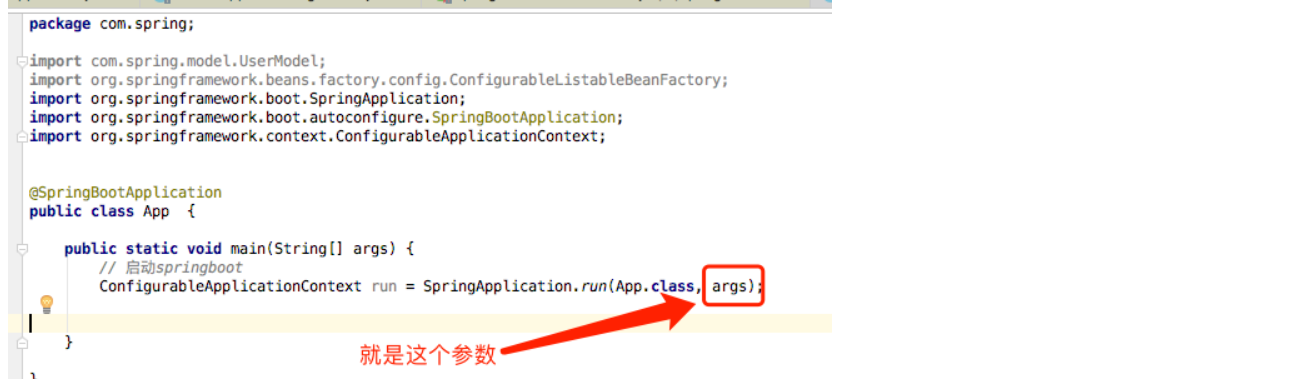 package com.spring;
import com.spring.model.UserModel;
import org.springframework.beans.factory.config.ConfigurableListableBeanFactory;
import org.springframework.boot.SpringApplication;
import org.springframework.boot.autoconfigure.SpringBootApplication;
import org.springframework.context.ConfigurableApplicationContext;
@SpringBootApplication
public class App  {
public static void main(String[] args) {
// 启动springboot
ConfigurableApplicationContext run = SpringApplication.run(App.class, args);
}
就是这个参数